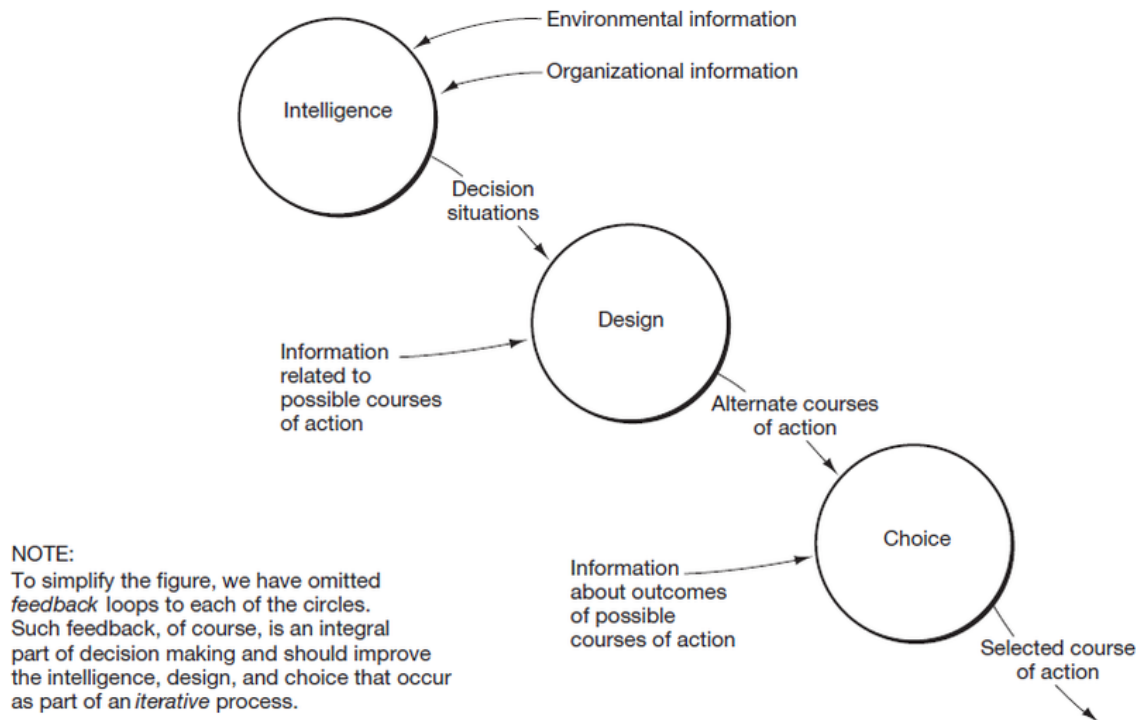 Environmental information
Organizational information
Intelligence
Decision
situations
Design
Information
related to
possible courses
of action
Alternate courses
of action
Choice
Information
about outcomes
of possible
courses of action
Selected course
of action
NOTE:
To simplify the figure, we have omitted
feedback loops to each of the circles.
Such feedback, of course, is an integral
part of decision making and should improve
the intelligence, design, and choice that occur
as part of an iterative process.